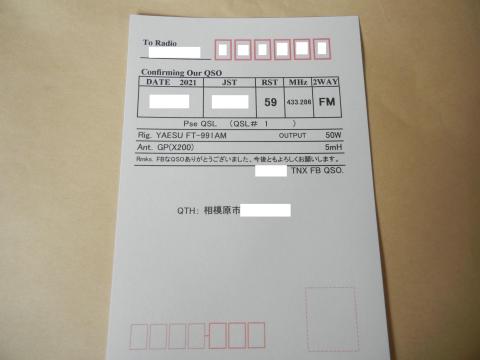 To Radio
Confirming Our QSO
DATE 2021 JST RST MHz 2WAY
59 433.286 FM
Pse QSL (QSL# 1 )
Rig. YAESU FT-991AM OUTPUT 50W
Ant. GP(X200) 5mH
Rmks. FBなQSOありがとうございました、今後ともよろしくお願いします。
TNX FB QSO.
QTH: 相模原市